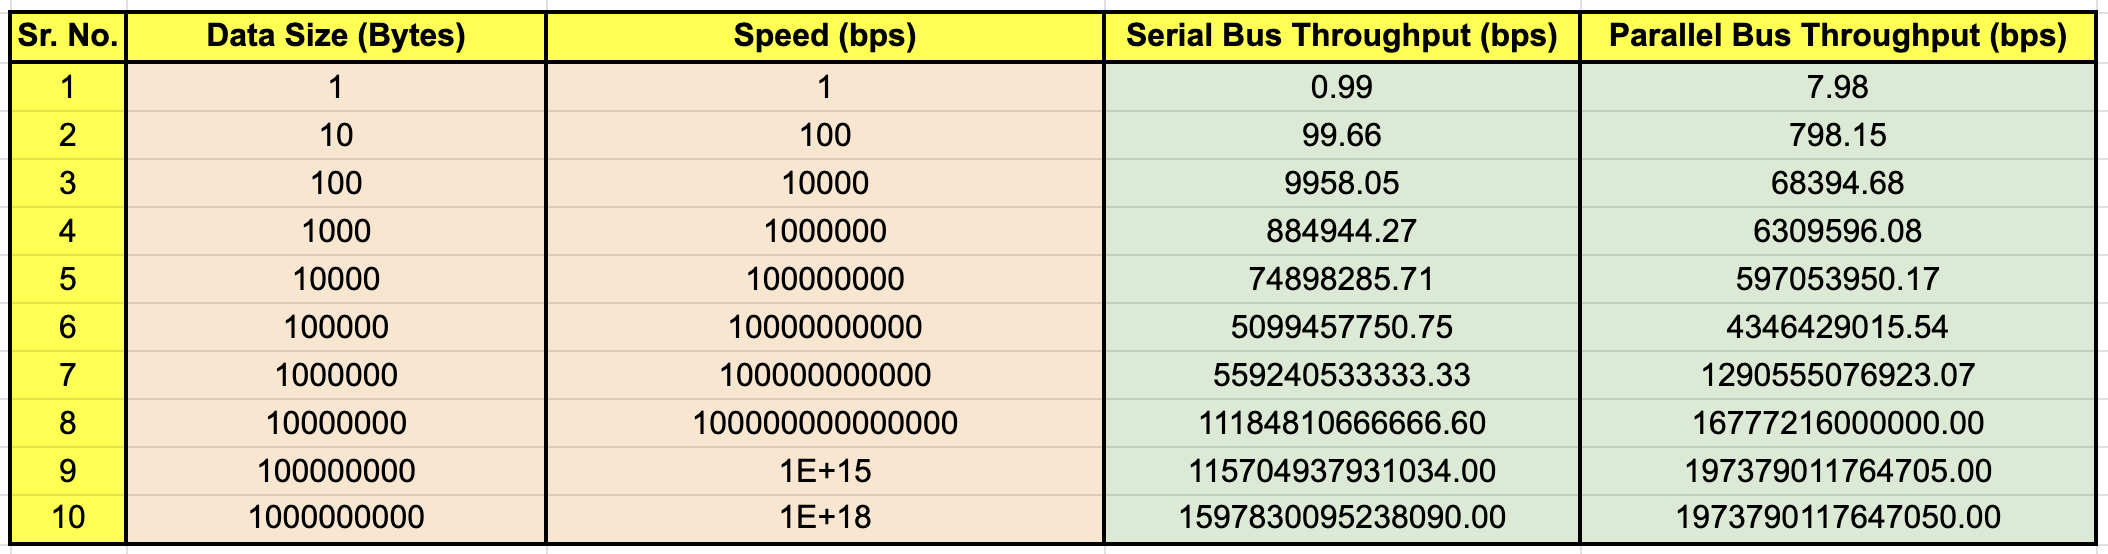 Sr. No. Data Size (Bytes) Speed (bps) Serial Bus Throughput (bps) Parallel Bus Throughput (bps)
1 1 1 0.99 7.98
2 10 100 99.66 798.15
3 100 10000 9958.05 68394.68
4 1000 1000000 884944.27 6309596.08
5 10000 100000000 74898285.71 597053950.17
6 100000 10000000000 5099457750.75 4346429015.54
7 1000000 100000000000 559240533333.33 1290555076923.07
8 10000000 100000000000000 11184810666666.60 16777216000000.00
9 100000000 1E+15 115704937931034.00 197379011764705.00
10 1000000000 1E+18 1597830095238090.00 1973790117647050.00